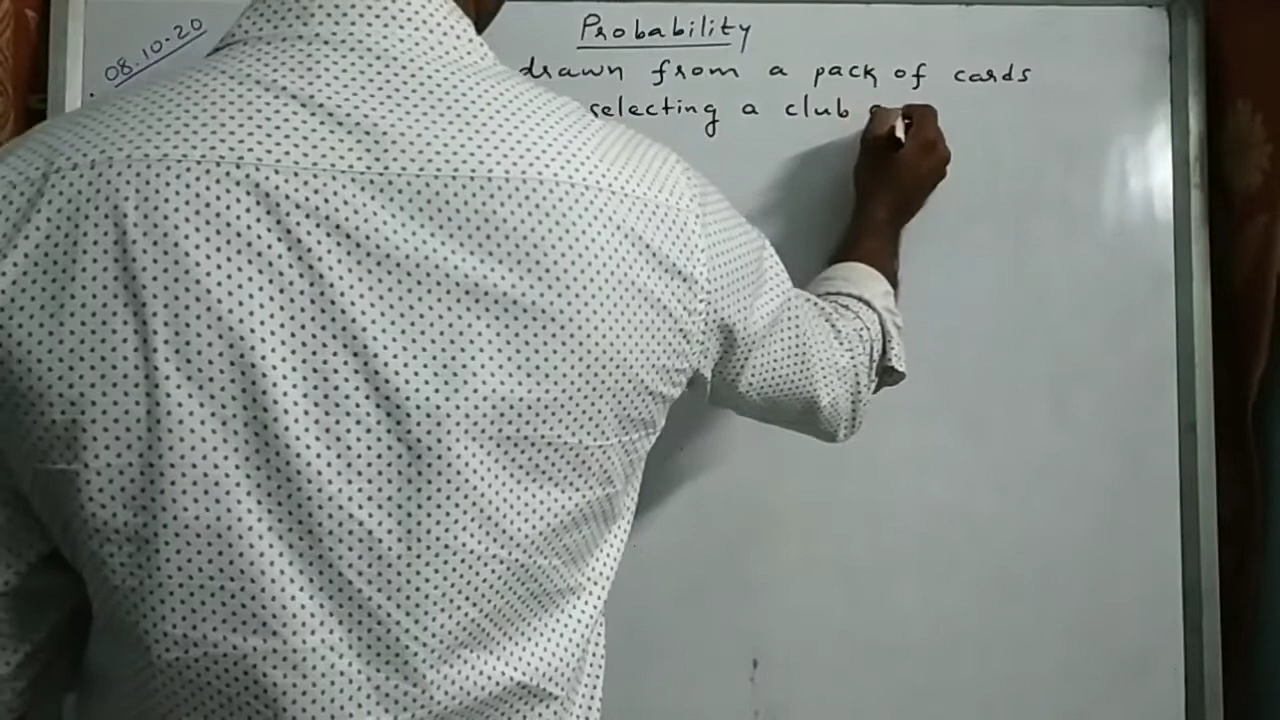 Probability
08.10.20
drawn from a pack of cards
selecting a club